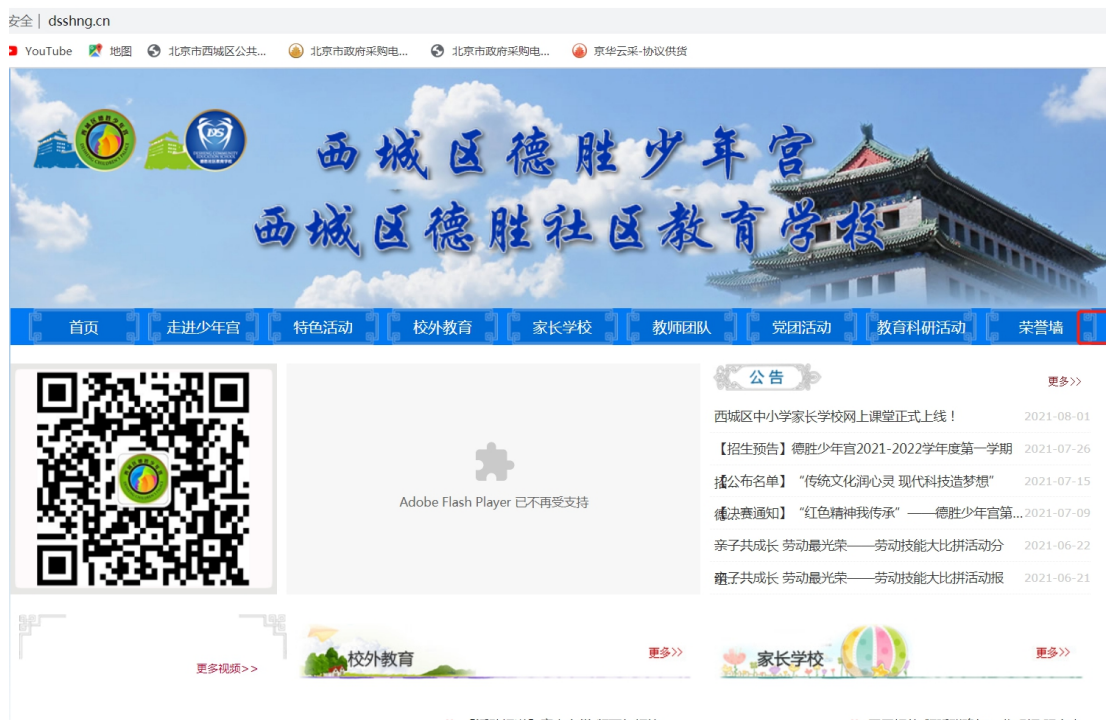 安全 | dsshng.cn
YouTube 地图 北京市西城区公共... 北京市政府采购电... 北京市政府采购电... 京华云采-协议供货
西城区德胜少年宫
西城区德胜社区教育学校
首页 走进少年宫 特色活动 校外教育 家长学校 教师团队 党团活动 教育科研活动 荣誉墙
公告 更多>>
西城区中小学家长学校网上课堂正式上线！ 2021-08-01
【招生预告】德胜少年宫2021-2022学年度第一学期 2021-07-26
【公布名单】“传统文化润心灵 现代科技造梦想” 2021-07-15
【决赛通知】“红色精神我传承”——德胜少年宫第... 2021-07-09
亲子共成长 劳动最光荣——劳动技能大比拼活动分 2021-06-22
亲子共成长 劳动最光荣——劳动技能大比拼活动报 2021-06-21
Adobe Flash Player 已不再受支持
更多视频>>
校外教育 更多>>
家长学校 更多>>